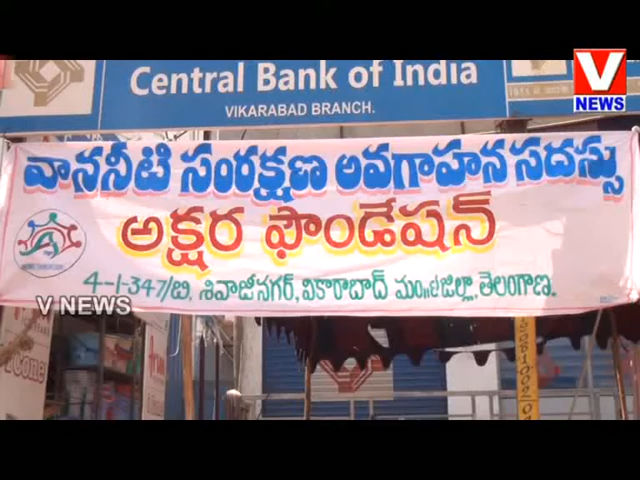 Central Bank of India
VIKARABAD BRANCH.
V
NEWS
వాననీటి సంరక్షణ అవగాహన సదస్సు
అక్షర ఫౌండేషన్
4-1-347/బి. శివాజీనగర్, వికారాబాద్ మం॥జిల్లా, తెలంగాణ.
V NEWS
Welcome